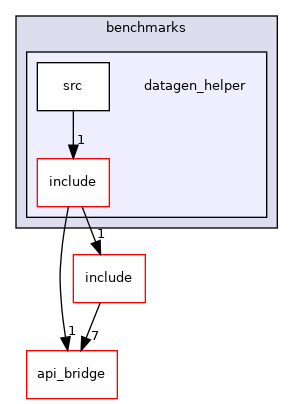 benchmarks
src
datagen_helper
1
include
1
include
1
7
api_bridge